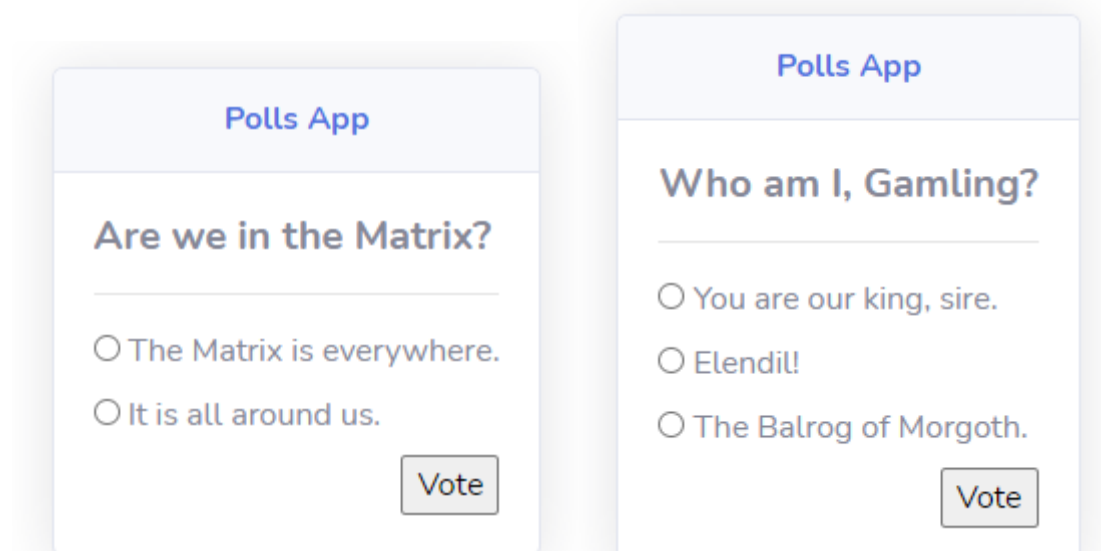 Polls App
Are we in the Matrix?
The Matrix is everywhere.
It is all around us.
Vote
Polls App
Who am I, Gamling?
You are our king, sire.
Elendil!
The Balrog of Morgoth.
Vote